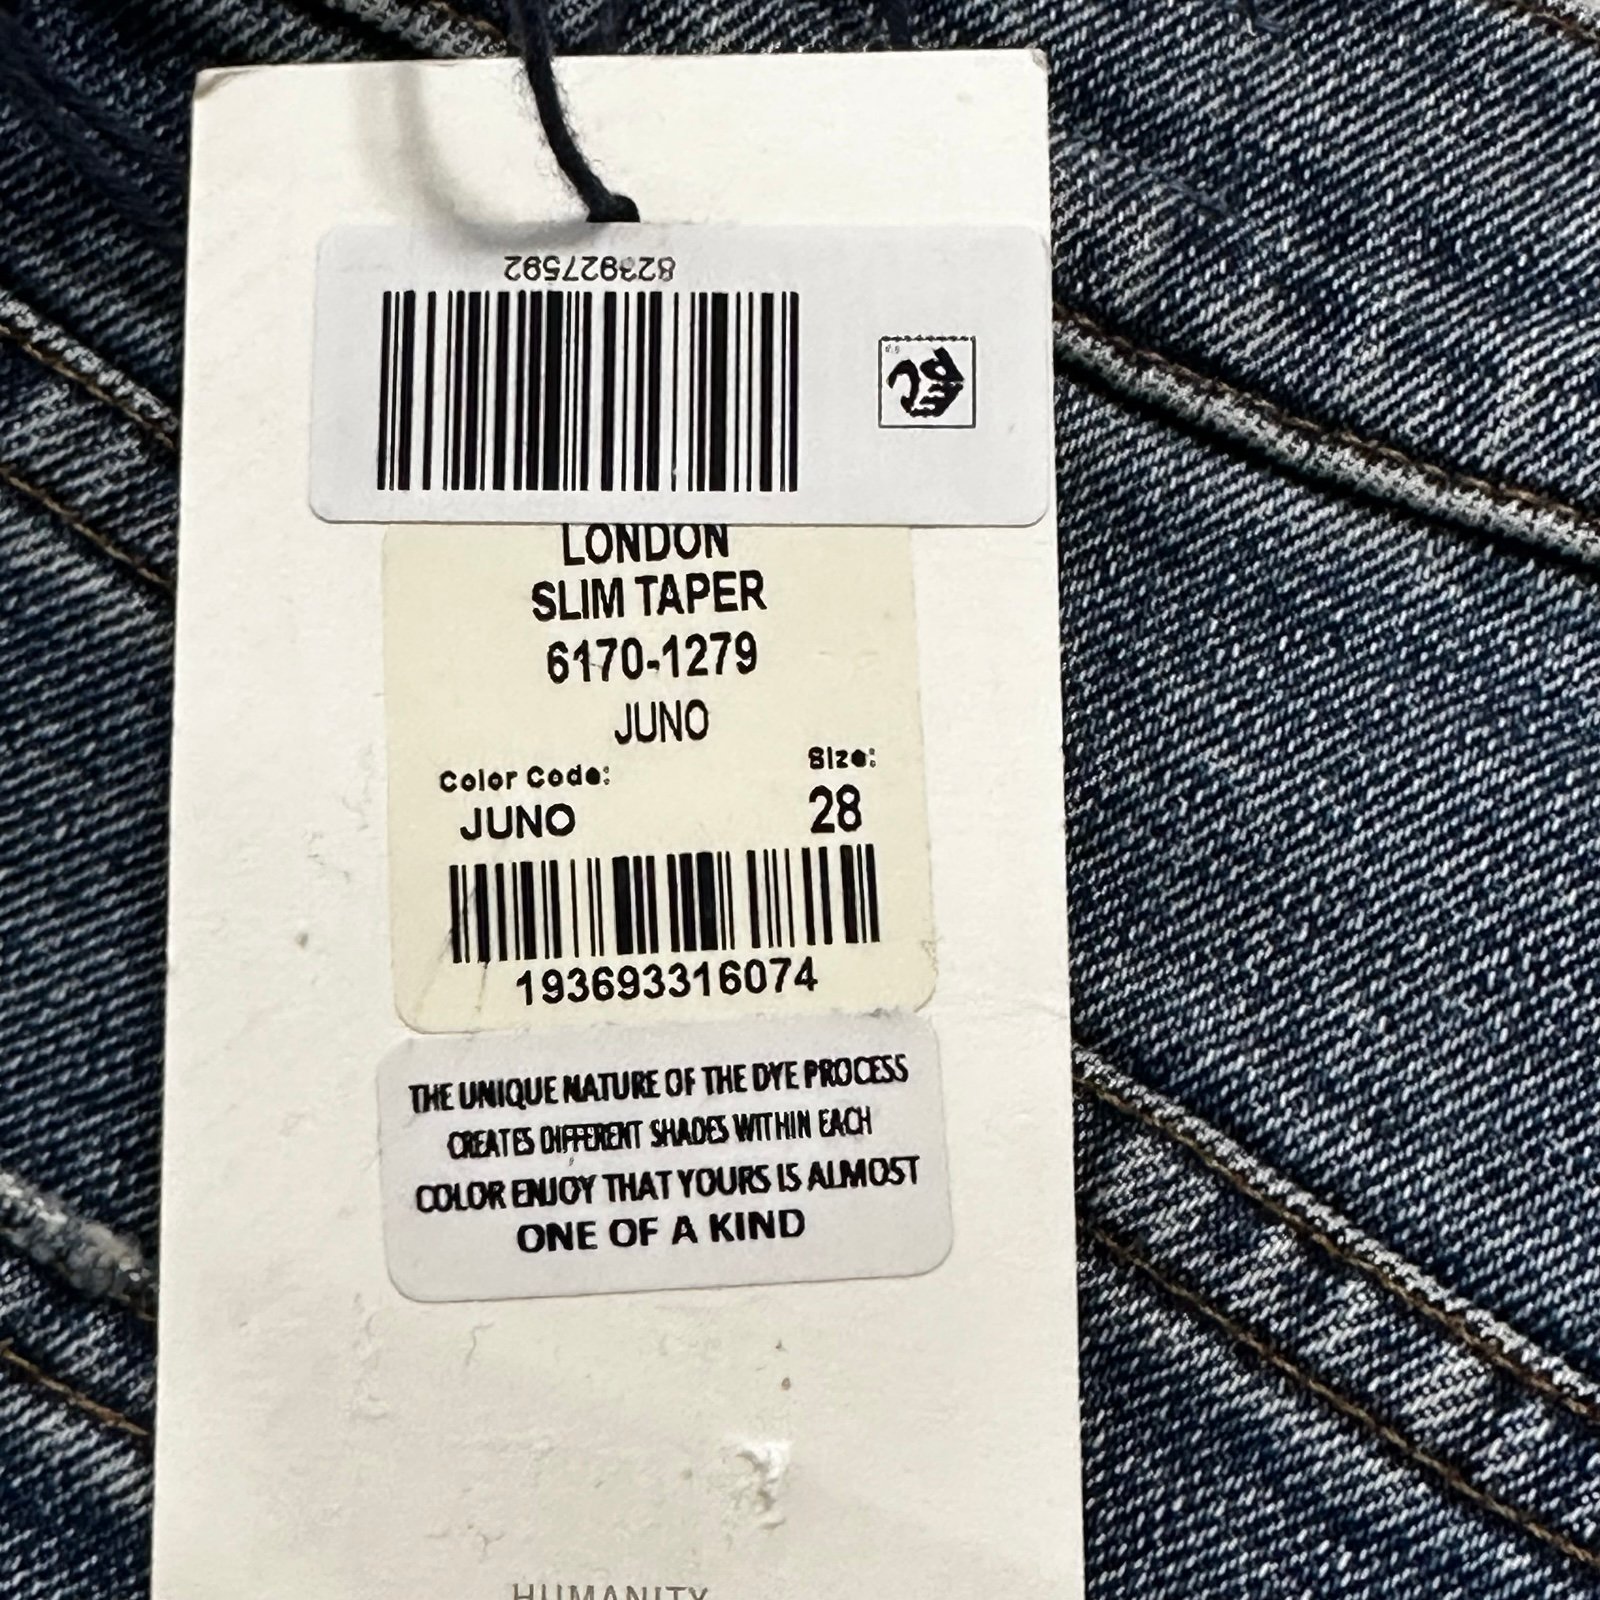 823927592
LONDON
SLIM TAPER
6170-1279
JUNO
Color Code:
Size:
JUNO
28
193693316074
THE UNIQUE NATURE OF THE DYE PROCESS
CREATES DIFFERENT SHADES WITHIN EACH
COLOR ENJOY THAT YOURS IS ALMOST
ONE OF A KIND
HUMANITY